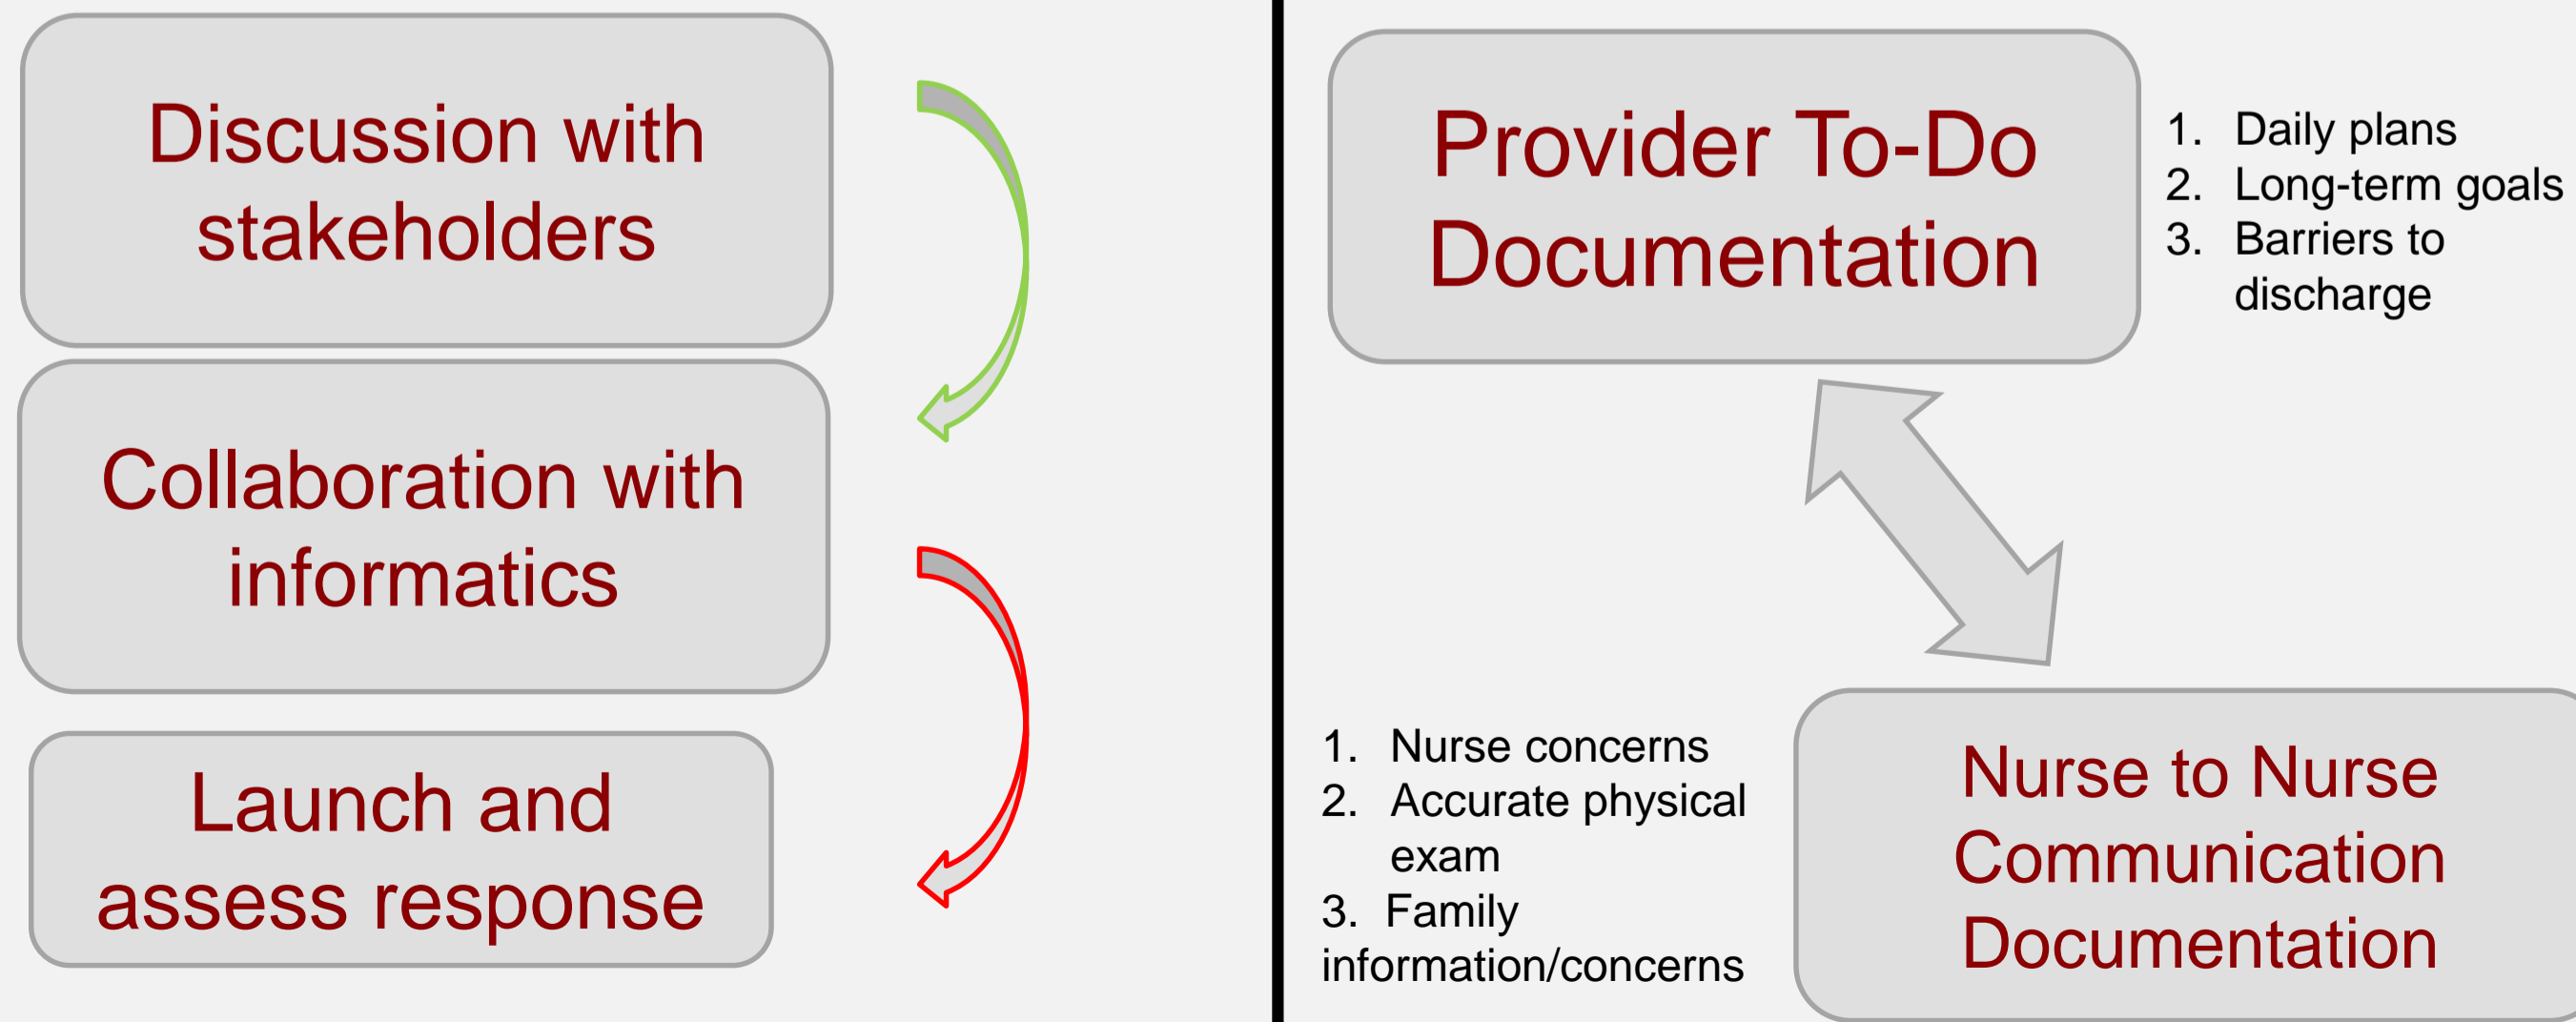 Discussion with
stakeholders
Collaboration with
informatics
Launch and
assess response
Provider To-Do
Documentation
1. Daily plans
2. Long-term goals
3. Barriers to
discharge
1. Nurse concerns
2. Accurate physical
exam
3. Family
information/concerns
Nurse to Nurse
Communication
Documentation